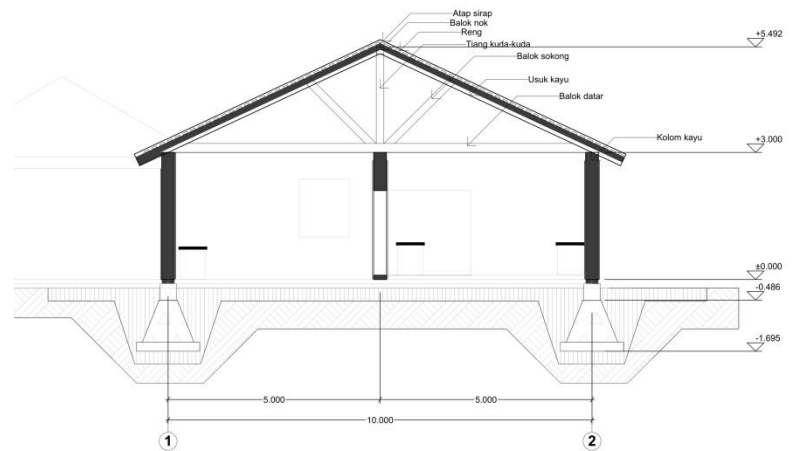 Atap sirap
Balok nok
Reng
Tiang kuda-kuda
Balok sokong
Usuk kayu
Balok datar
Kolom kayu
+5.492
+3.000
±0.000
-0.486
-1.695
5.000
5.000
10.000
1
2